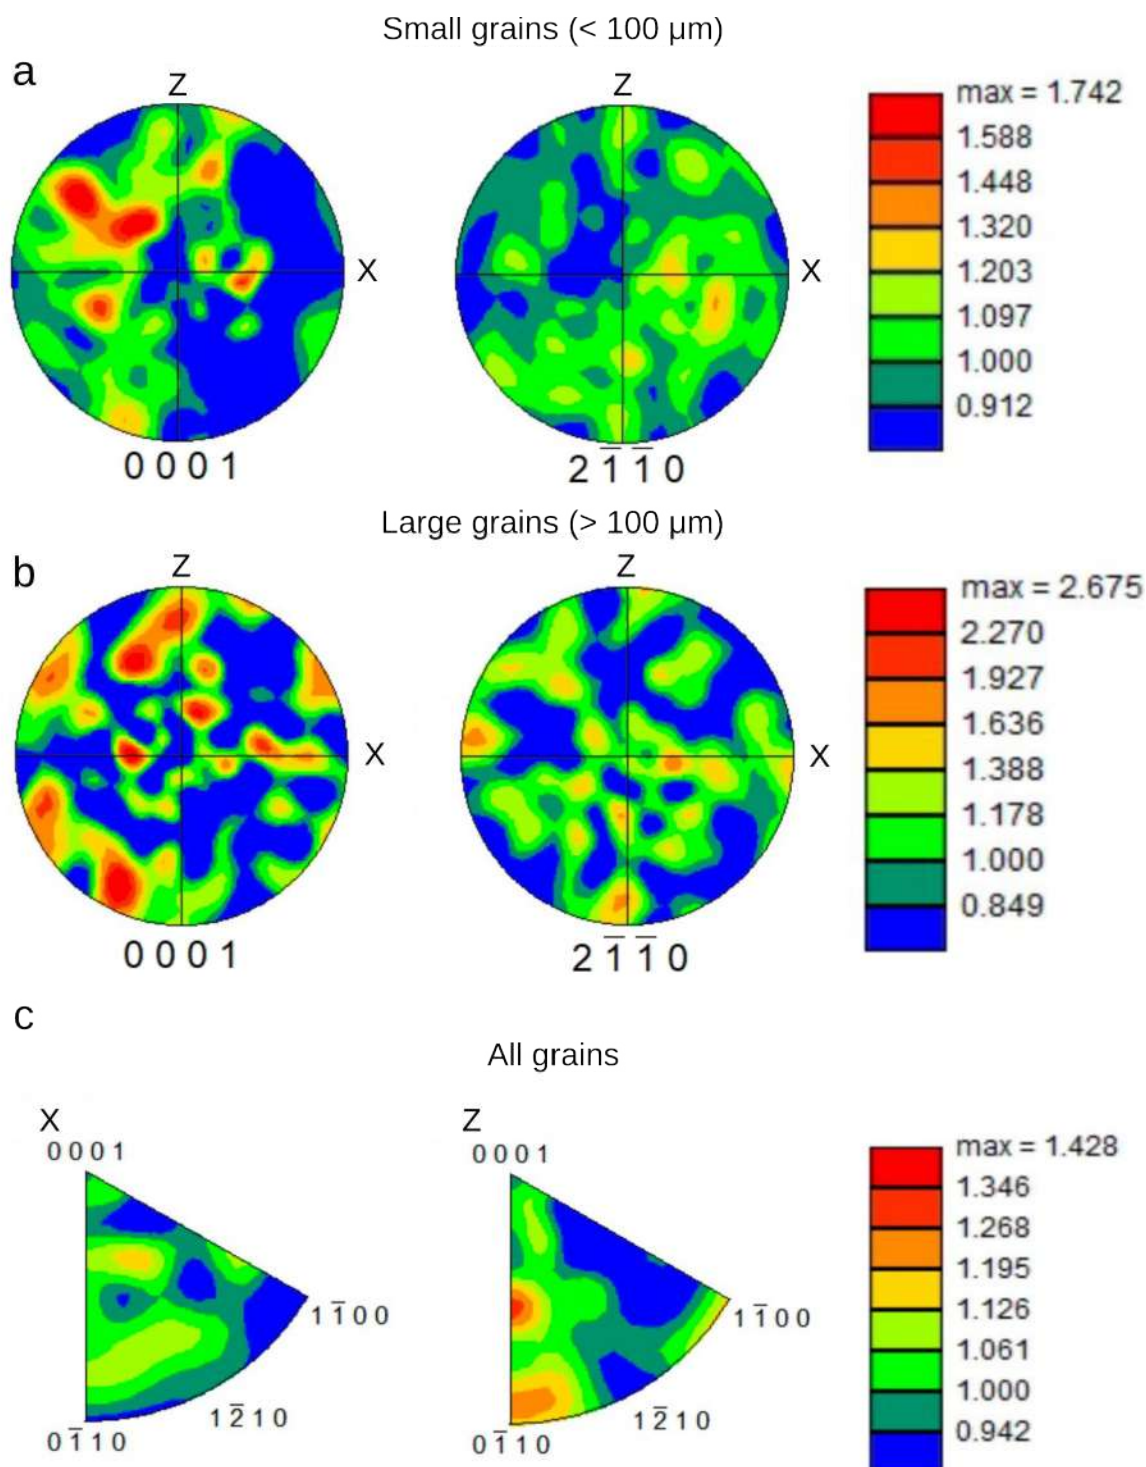 Small grains (< 100 µm)
a
Z
X
0 0 0 1
Z
X
2 1̅ 1̅ 0
max = 1.742
1.588
1.448
1.320
1.203
1.097
1.000
0.912
Large grains (> 100 µm)
b
Z
X
0 0 0 1
Z
X
2 1̅ 1̅ 0
max = 2.675
2.270
1.927
1.636
1.388
1.178
1.000
0.849
c
All grains
X
0 0 0 1
1 1̅ 0 0
1 2̅ 1 0
0 1̅ 1 0
Z
0 0 0 1
1 1̅ 0 0
1 2̅ 1 0
0 1̅ 1 0
max = 1.428
1.346
1.268
1.195
1.126
1.061
1.000
0.942